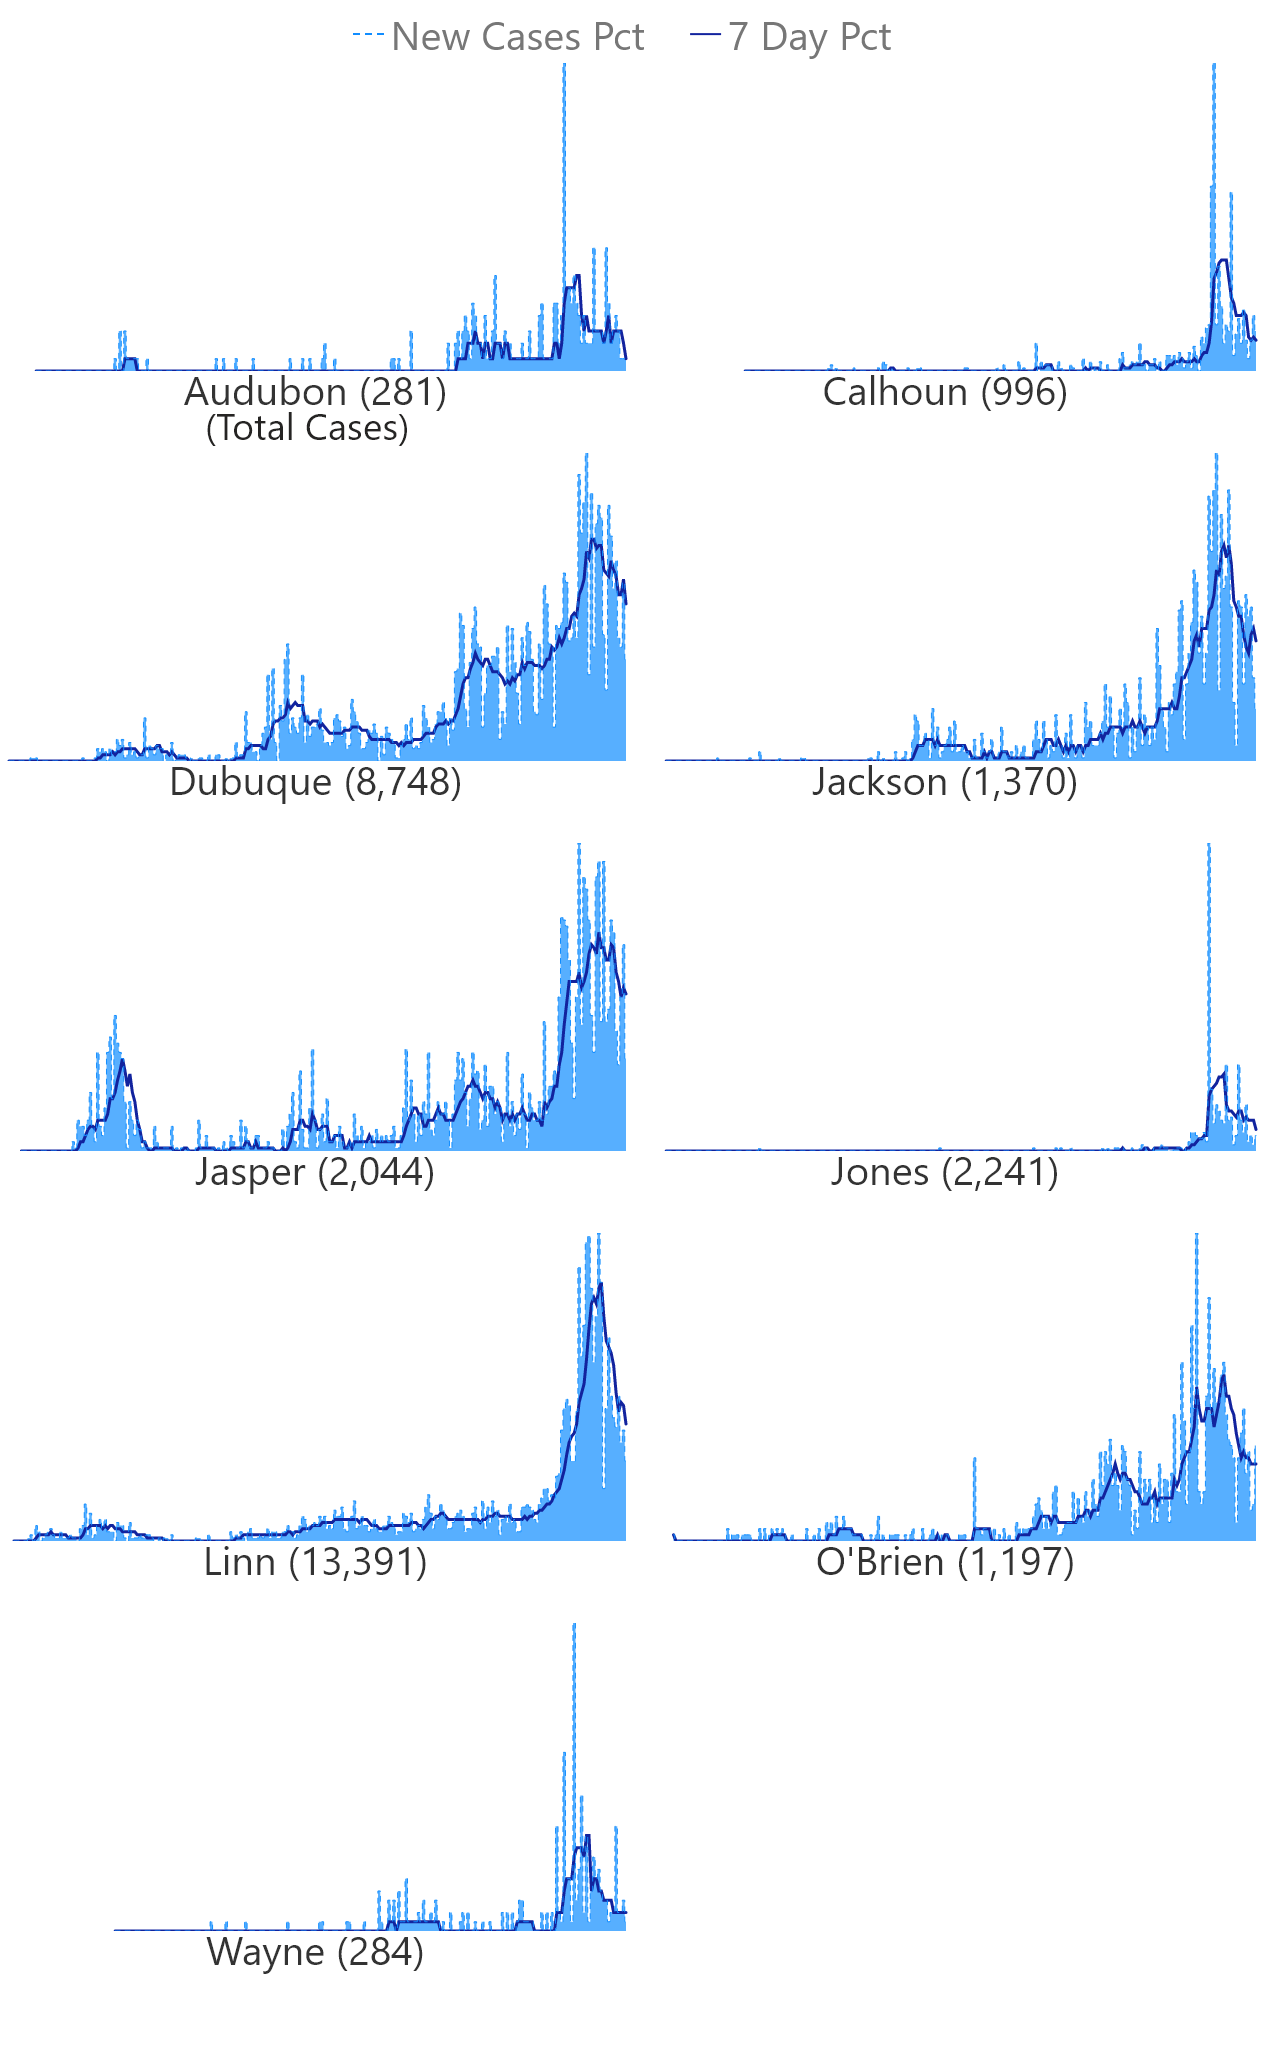 New Cases Pct 7 Day Pct
Audubon (281) Calhoun (996)
(Total Cases)
Dubuque (8,748) Jackson (1,370)
Jasper (2,044) Jones (2,241)
Linn (13,391) O'Brien (1,197)
Wayne (284)